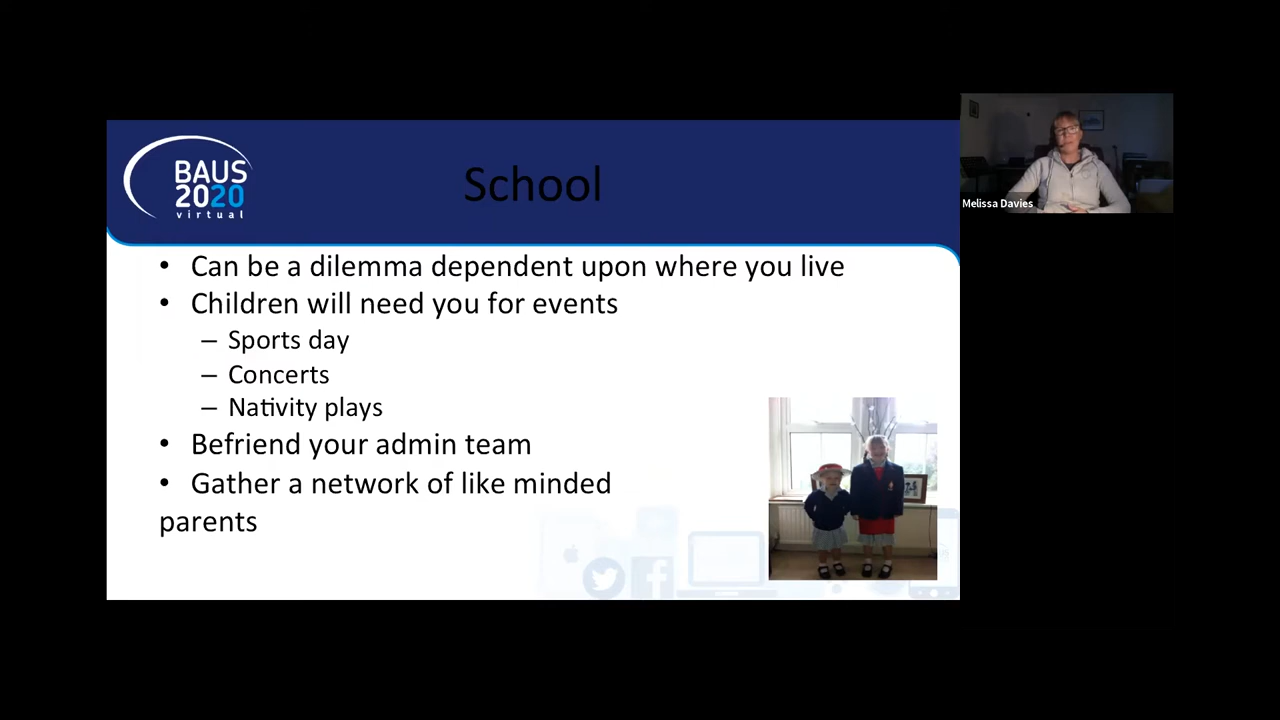 BAUS
2020
virtual
School
• Can be a dilemma dependent upon where you live
• Children will need you for events
– Sports day
– Concerts
– Nativity plays
• Befriend your admin team
• Gather a network of like minded
parents
Melissa Davies